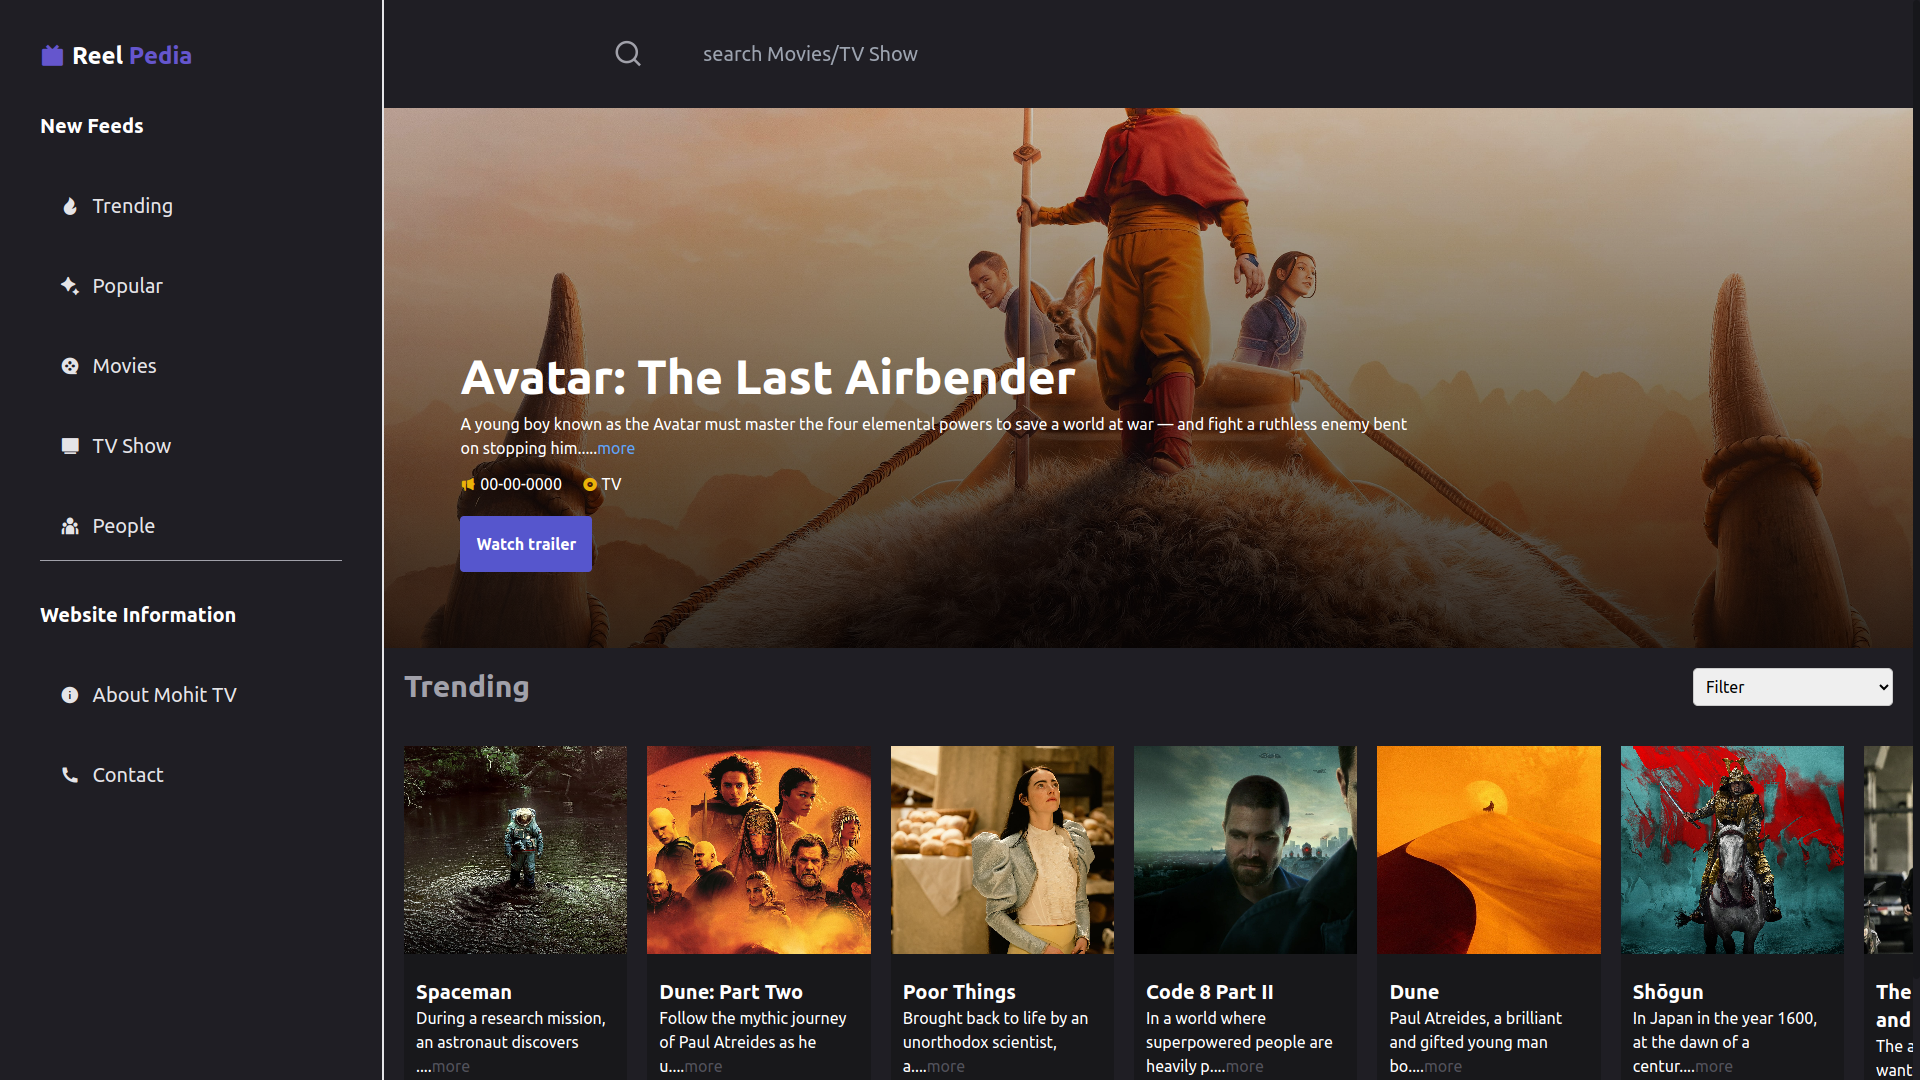 Reel Pedia
New Feeds
Trending
Popular
Movies
TV Show
People
Website Information
About Mohit TV
Contact
search Movies/TV Show
Avatar: The Last Airbender
A young boy known as the Avatar must master the four elemental powers to save a world at war — and fight a ruthless enemy bent
on stopping him.....more
00-00-0000 TV
Watch trailer
Trending
Filter
Spaceman
During a research mission,
an astronaut discovers
....more
Dune: Part Two
Follow the mythic journey
of Paul Atreides as he
u....more
Poor Things
Brought back to life by an
unorthodox scientist,
a....more
Code 8 Part II
In a world where
superpowered people are
heavily p....more
Dune
Paul Atreides, a brilliant
and gifted young man
bo....more
Shōgun
In Japan in the year 1600,
at the dawn of a
centur....more
The
and
The a
want